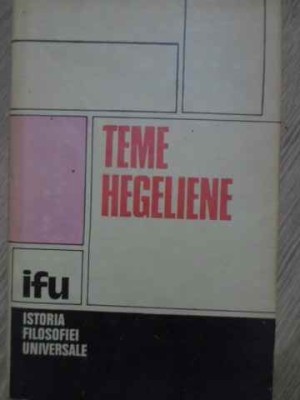 TEME
HEGELIENE
ifu
ISTORIA
FILOSOFIEI
UNIVERSALE